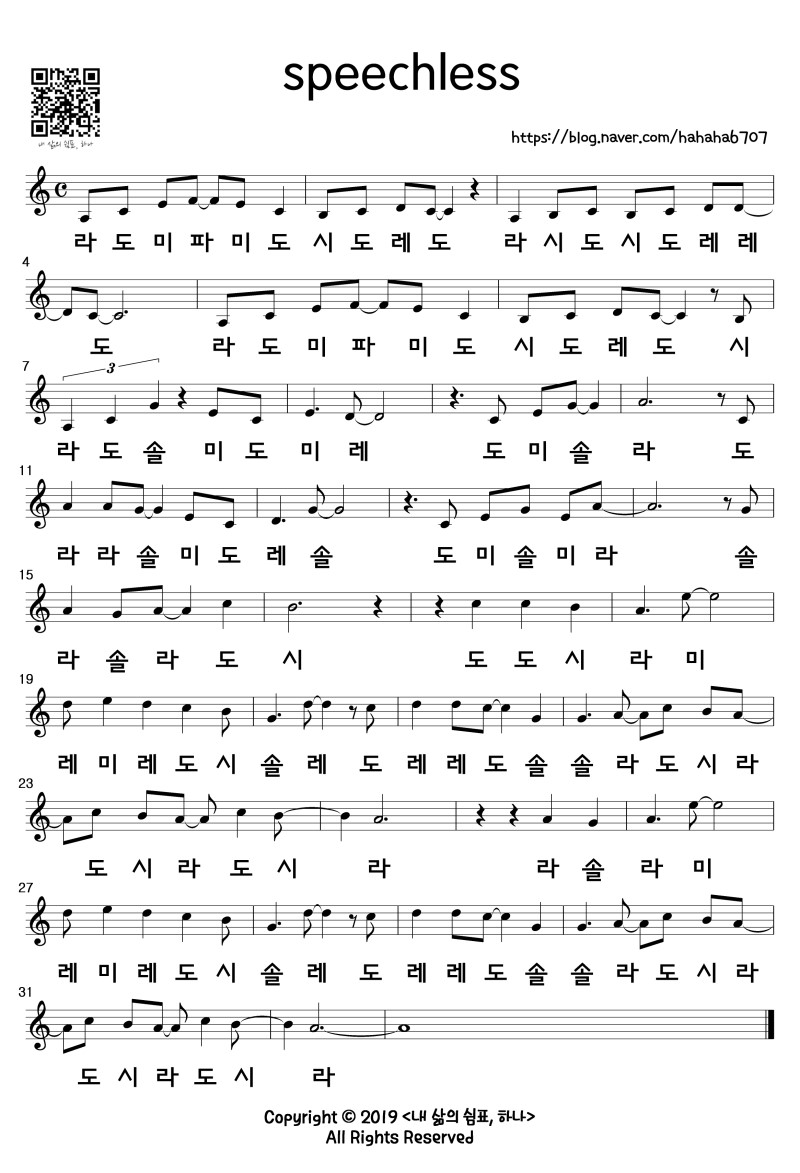 speechless
내 삶의 쉼표, 하나
https://blog.naver.com/hahaha6707
라 도 미 파 미 도 시 도 레 도 라 시 도 시 도 레 레
4
도 라 도 미 파 미 도 시 도 레 도 시
7
3
라 도 솔 미 도 미 레 도 미 솔 라 도
11
라 라 솔 미 도 레 솔 도 미 솔 미 라 솔
15
라 솔 라 도 시 도 도 시 라 미
19
레 미 레 도 시 솔 레 도 레 레 도 솔 솔 라 도 시 라
23
도 시 라 도 시 라 라 솔 라 미
27
레 미 레 도 시 솔 레 도 레 레 도 솔 솔 라 도 시 라
31
도 시 라 도 시 라
Copyright © 2019 <내 삶의 쉼표, 하나>
All Rights Reserved